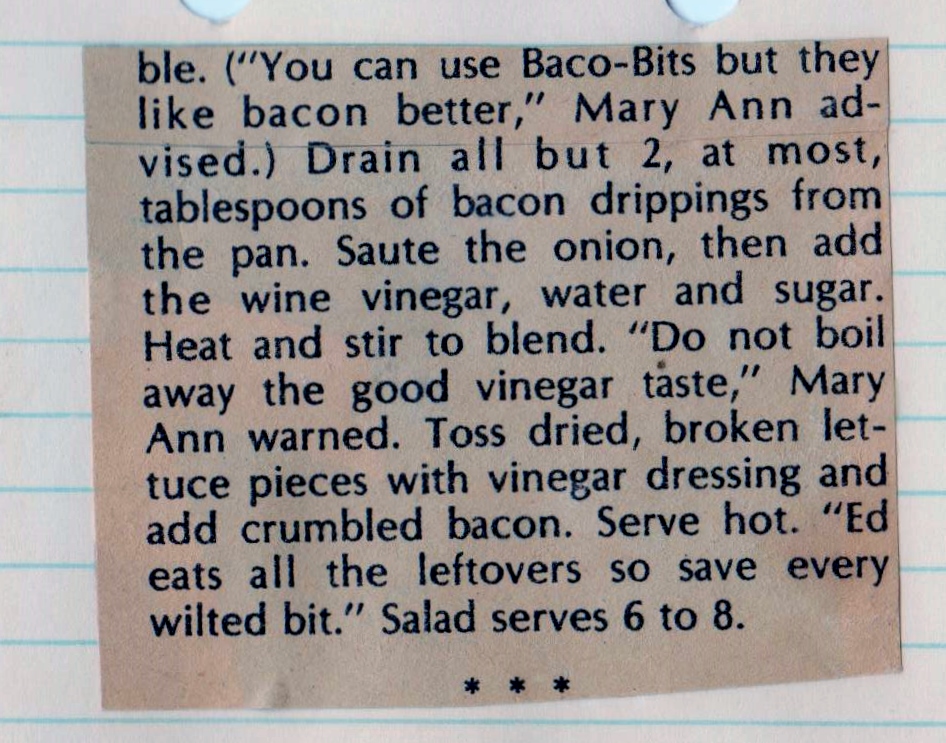 ble. ("You can use Baco-Bits but they
like bacon better," Mary Ann ad-
vised.) Drain all but 2, at most,
tablespoons of bacon drippings from
the pan. Saute the onion, then add
the wine vinegar, water and sugar.
Heat and stir to blend. "Do not boil
away the good vinegar taste," Mary
Ann warned. Toss dried, broken let-
tuce pieces with vinegar dressing and
add crumbled bacon. Serve hot. "Ed
eats all the leftovers so save every
wilted bit." Salad serves 6 to 8.
* * *